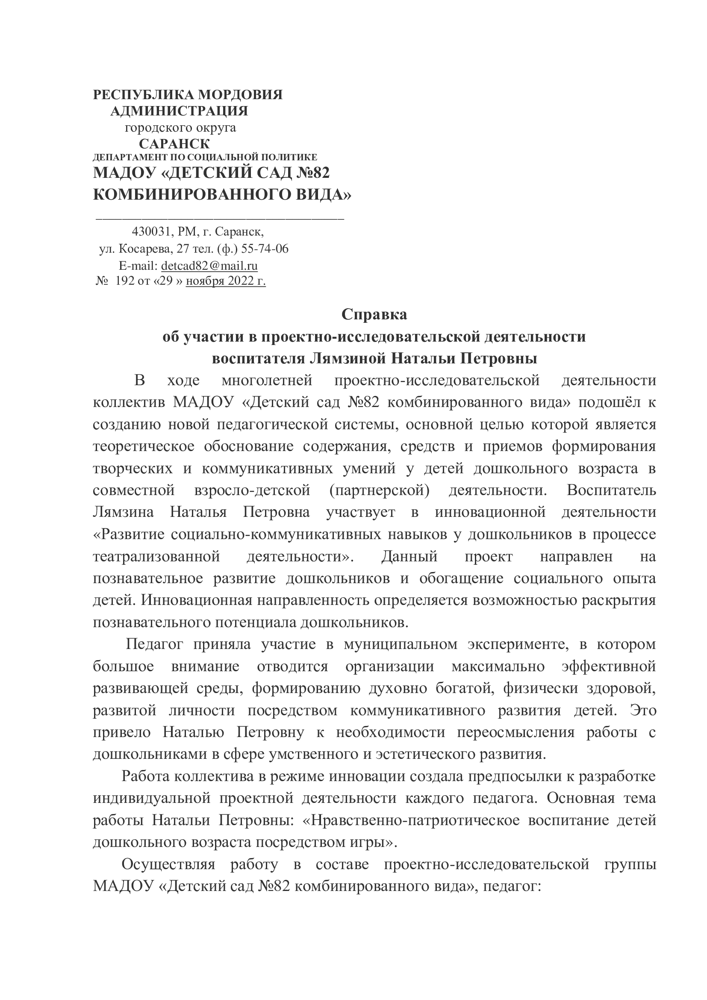 РЕСПУБЛИКА МОРДОВИЯ
АДМИНИСТРАЦИЯ
городского округа
САРАНСК
ДЕПАРТАМЕНТ ПО СОЦИАЛЬНОЙ ПОЛИТИКЕ
МАДОУ «ДЕТСКИЙ САД №82
КОМБИНИРОВАННОГО ВИДА»
______________________________________
430031, РМ, г. Саранск,
ул. Косарева, 27 тел. (ф.) 55-74-06
E-mail: detcad82@mail.ru
№ 192 от «29 » ноября 2022 г.
Справка
об участии в проектно-исследовательской деятельности
воспитателя Лямзиной Натальи Петровны
В ходе многолетней проектно-исследовательской деятельности
коллектив МАДОУ «Детский сад №82 комбинированного вида» подошёл к
созданию новой педагогической системы, основной целью которой является
теоретическое обоснование содержания, средств и приемов формирования
творческих и коммуникативных умений у детей дошкольного возраста в
совместной взросло-детской (партнерской) деятельности. Воспитатель
Лямзина Наталья Петровна участвует в инновационной деятельности
«Развитие социально-коммуникативных навыков у дошкольников в процессе
театрализованной деятельности». Данный проект направлен на
познавательное развитие дошкольников и обогащение социального опыта
детей. Инновационная направленность определяется возможностью раскрытия
познавательного потенциала дошкольников.
Педагог приняла участие в муниципальном эксперименте, в котором
большое внимание отводится организации максимально эффективной
развивающей среды, формированию духовно богатой, физически здоровой,
развитой личности посредством коммуникативного развития детей. Это
привело Наталью Петровну к необходимости переосмысления работы с
дошкольниками в сфере умственного и эстетического развития.
Работа коллектива в режиме инновации создала предпосылки к разработке
индивидуальной проектной деятельности каждого педагога. Основная тема
работы Натальи Петровны: «Нравственно-патриотическое воспитание детей
дошкольного возраста посредством игры».
Осуществляя работу в составе проектно-исследовательской группы
МАДОУ «Детский сад №82 комбинированного вида», педагог: